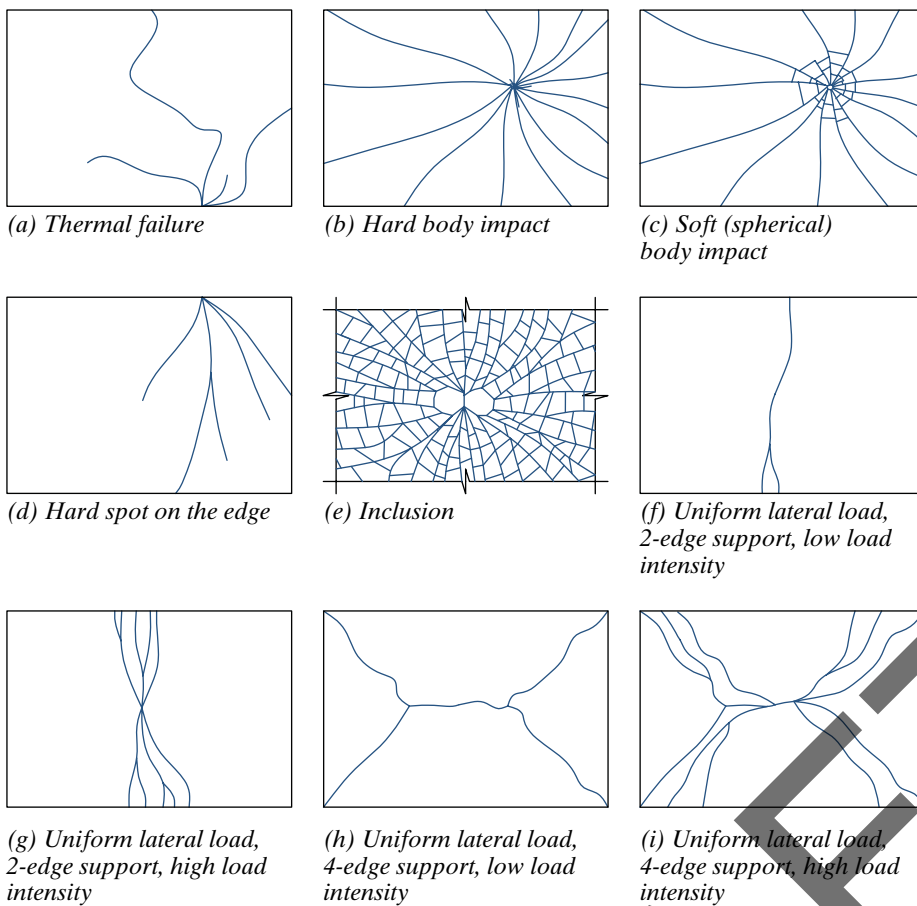 (a) Thermal failure
(b) Hard body impact
(c) Soft (spherical)
body impact
(d) Hard spot on the edge
(e) Inclusion
(f) Uniform lateral load,
2-edge support, low load
intensity
(g) Uniform lateral load,
2-edge support, high load
intensity
(h) Uniform lateral load,
4-edge support, low load
intensity
(i) Uniform lateral load,
4-edge support, high load
intensity